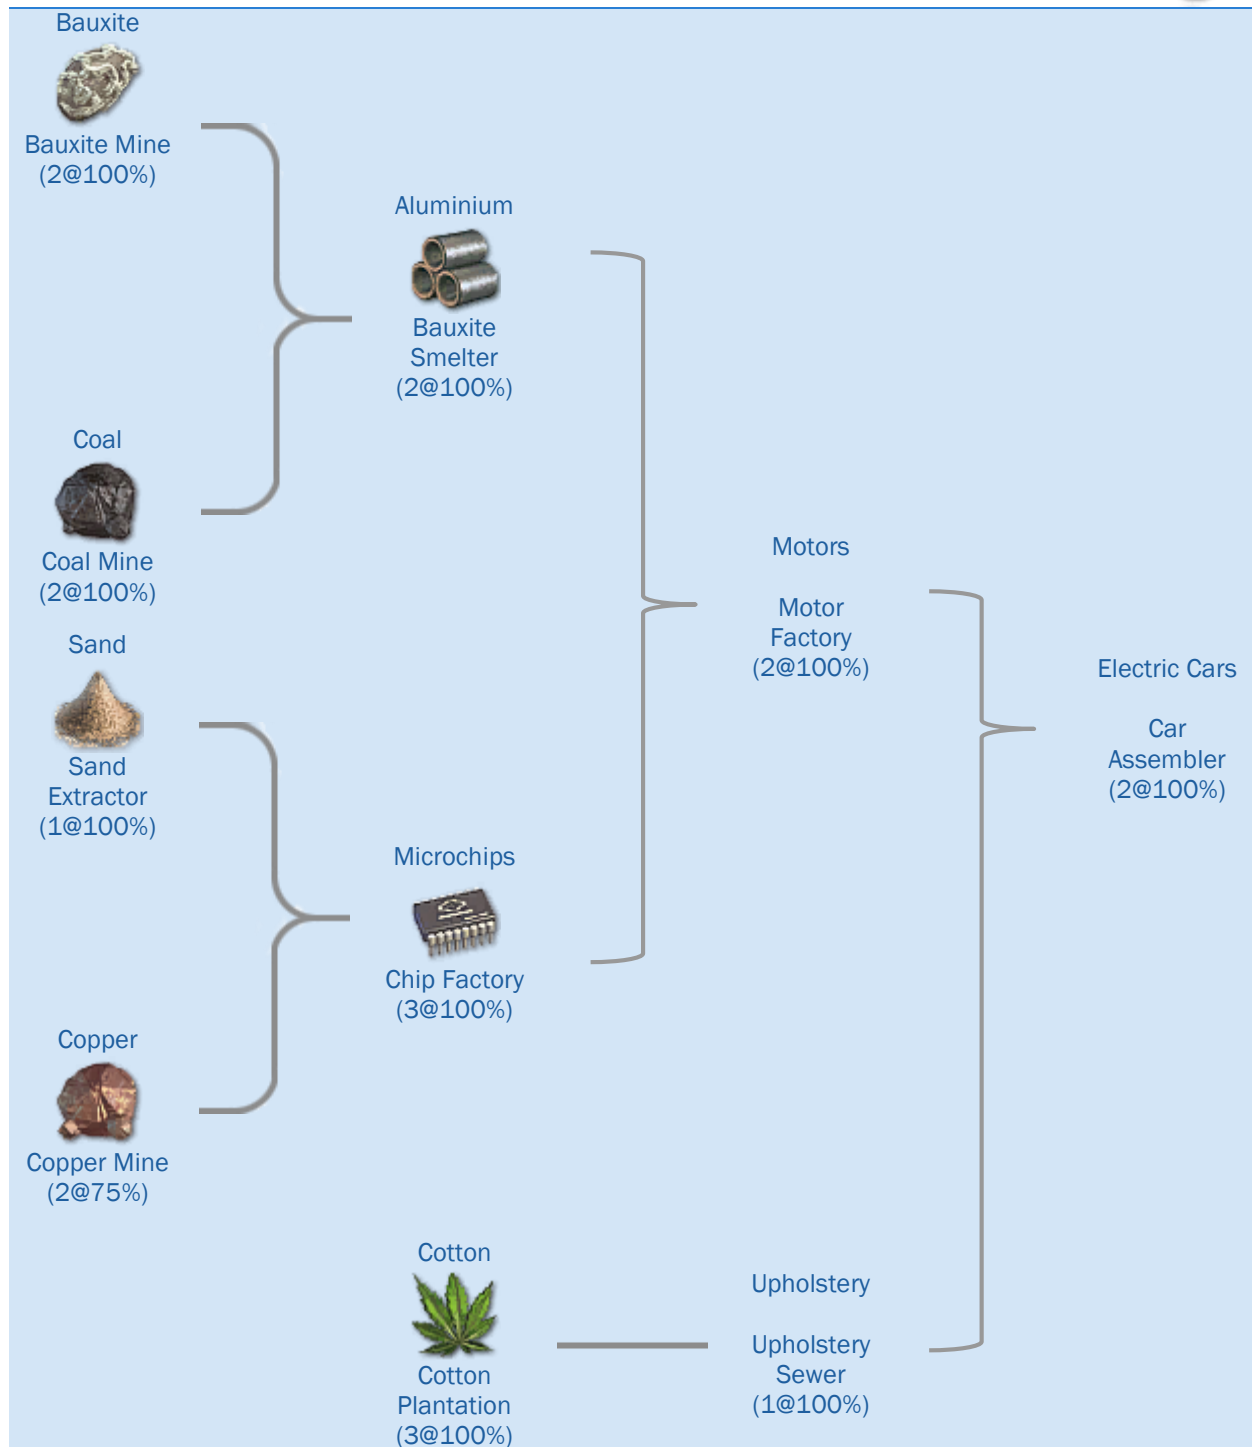 Bauxite
Bauxite Mine
(2@100%)
Aluminium
Bauxite
Smelter
(2@100%)
Coal
Coal Mine
(2@100%)
Sand
Sand
Extractor
(1@100%)
Microchips
Chip Factory
(3@100%)
Copper
Copper Mine
(2@75%)
Motors
Motor
Factory
(2@100%)
Electric Cars
Car
Assembler
(2@100%)
Cotton
Cotton
Plantation
(3@100%)
Upholstery
Upholstery
Sewer
(1@100%)